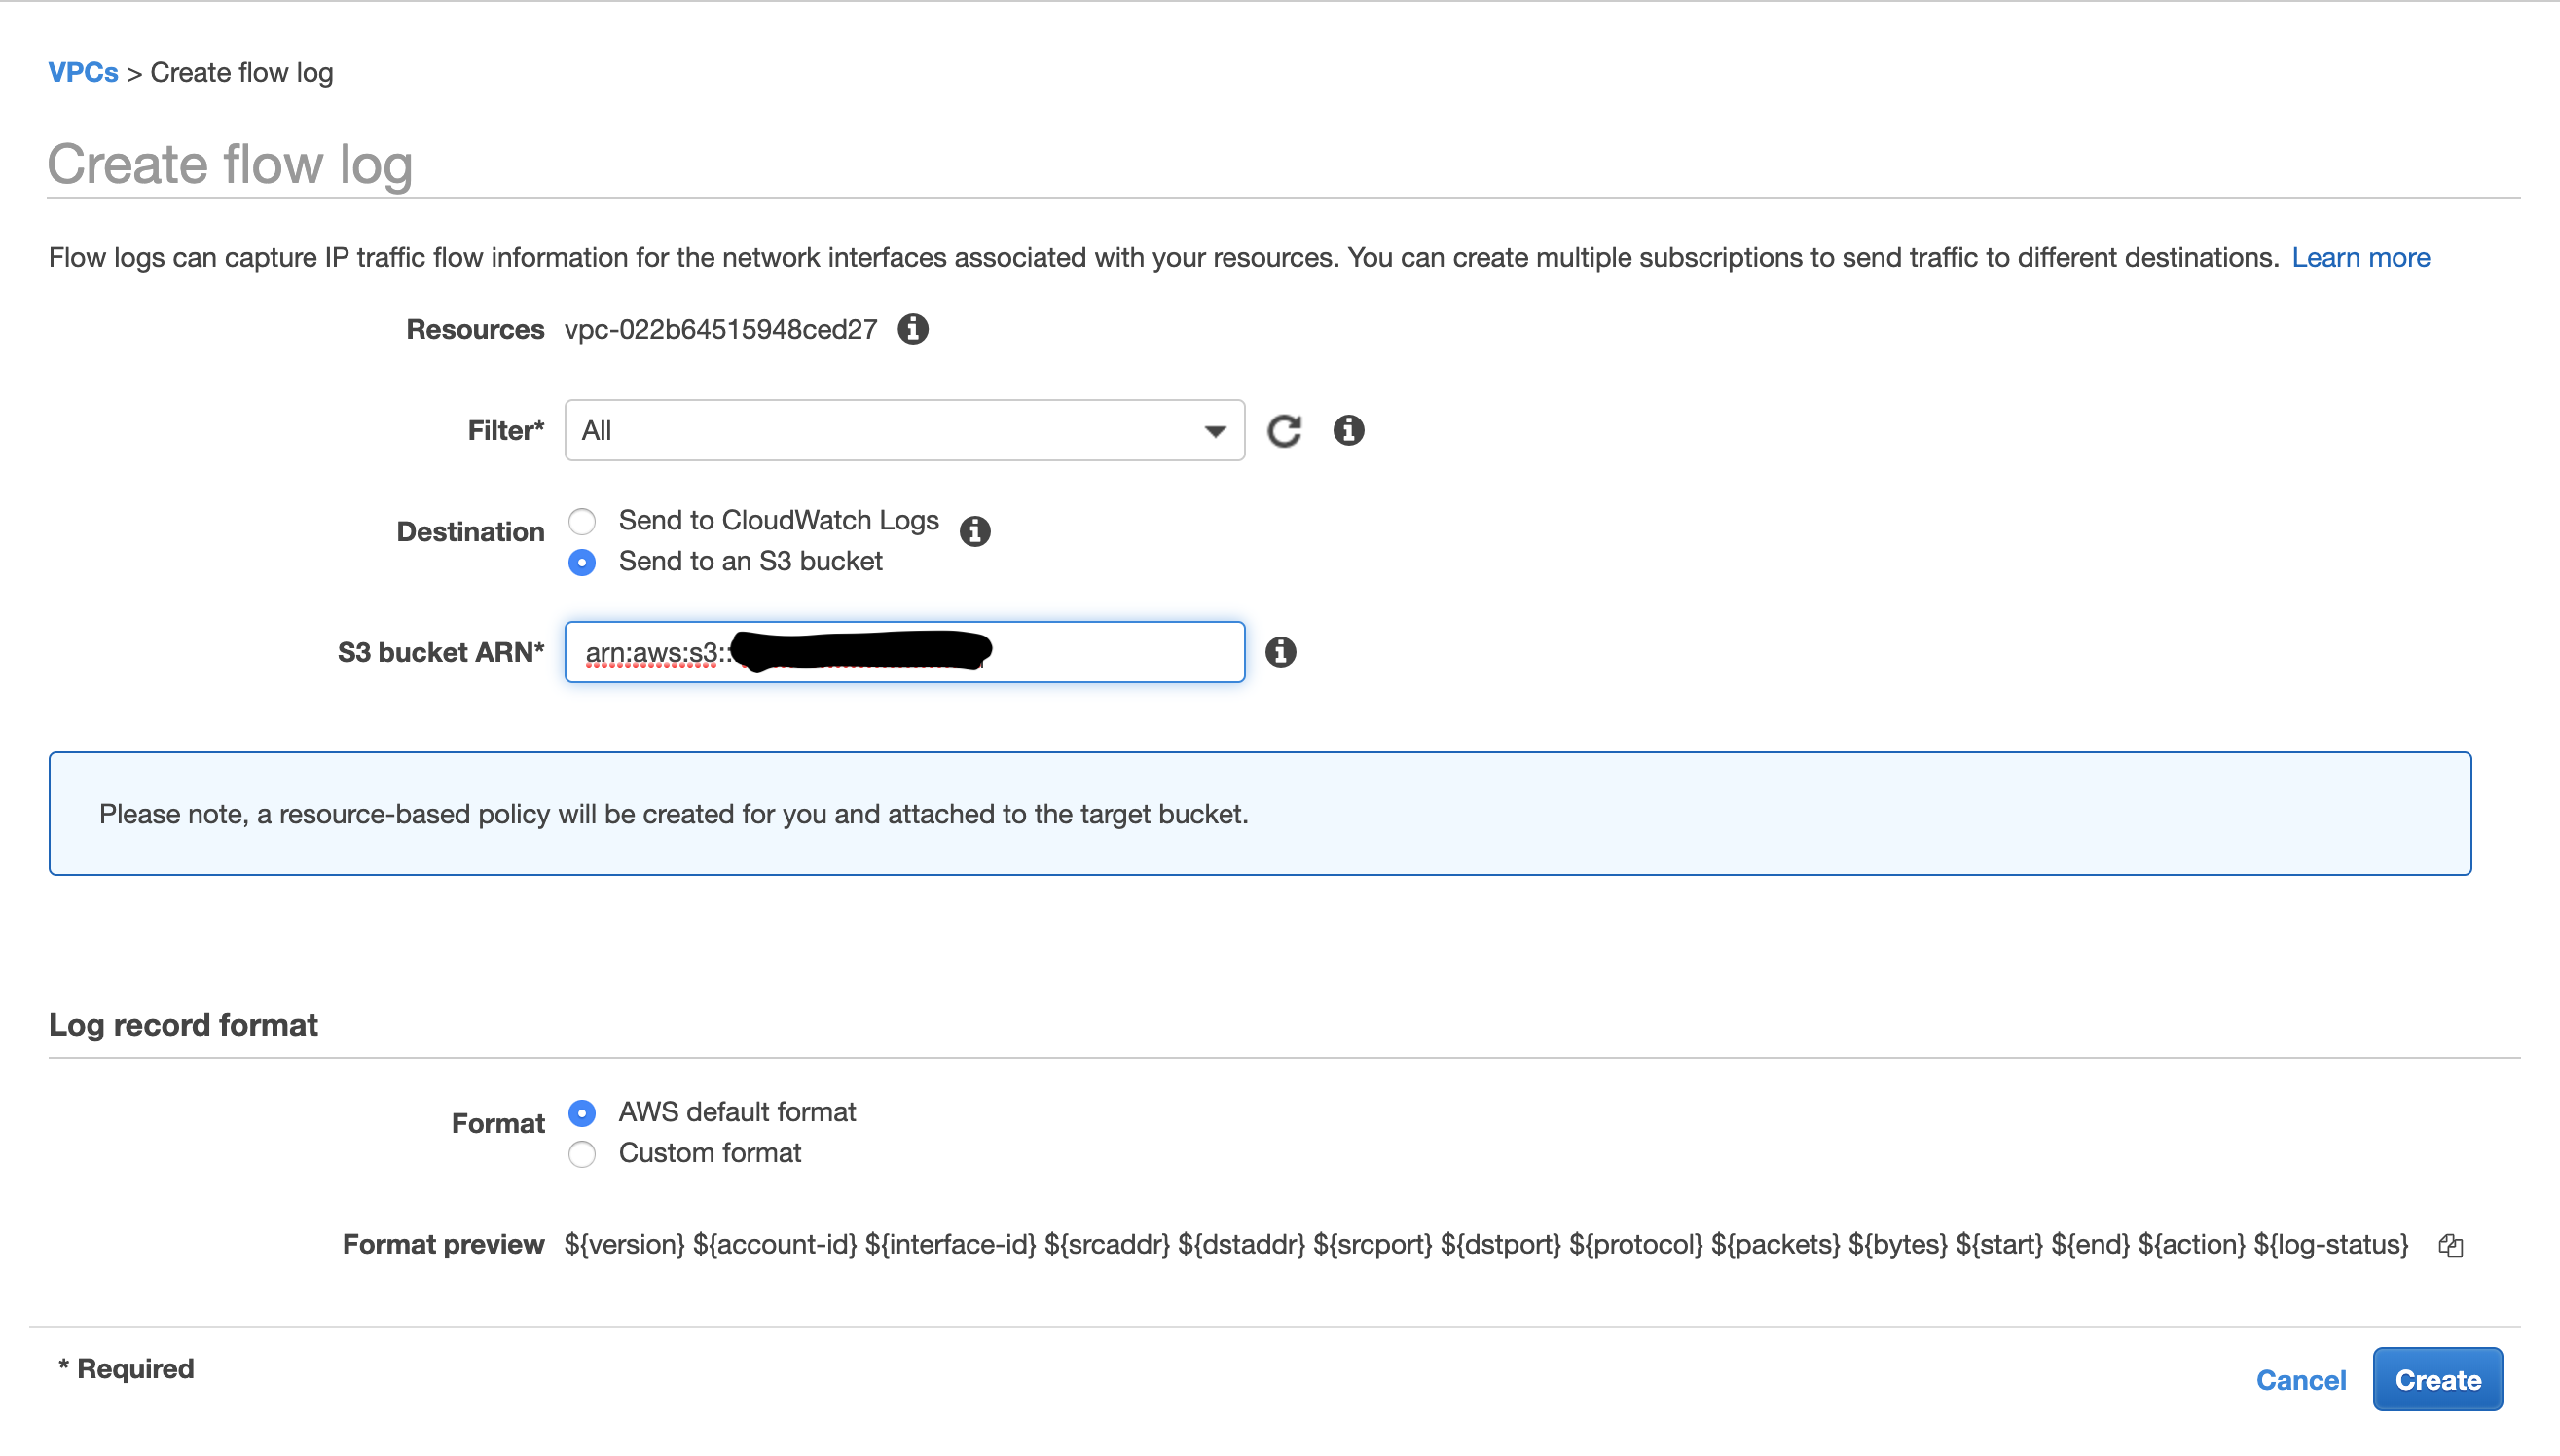 VPCs > Create flow log
Create flow log
Flow logs can capture IP traffic flow information for the network interfaces associated with your resources. You can create multiple subscriptions to send traffic to different destinations. Learn more
Resources vpc-022b64515948ced27
Filter* All
Destination Send to CloudWatch Logs
Send to an S3 bucket
S3 bucket ARN* arn:aws:s3::
Please note, a resource-based policy will be created for you and attached to the target bucket.
Log record format
Format AWS default format
Custom format
Format preview ${version} ${account-id} ${interface-id} ${srcaddr} ${dstaddr} ${srcport} ${dstport} ${protocol} ${packets} ${bytes} ${start} ${end} ${action} ${log-status}
* Required
Cancel Create